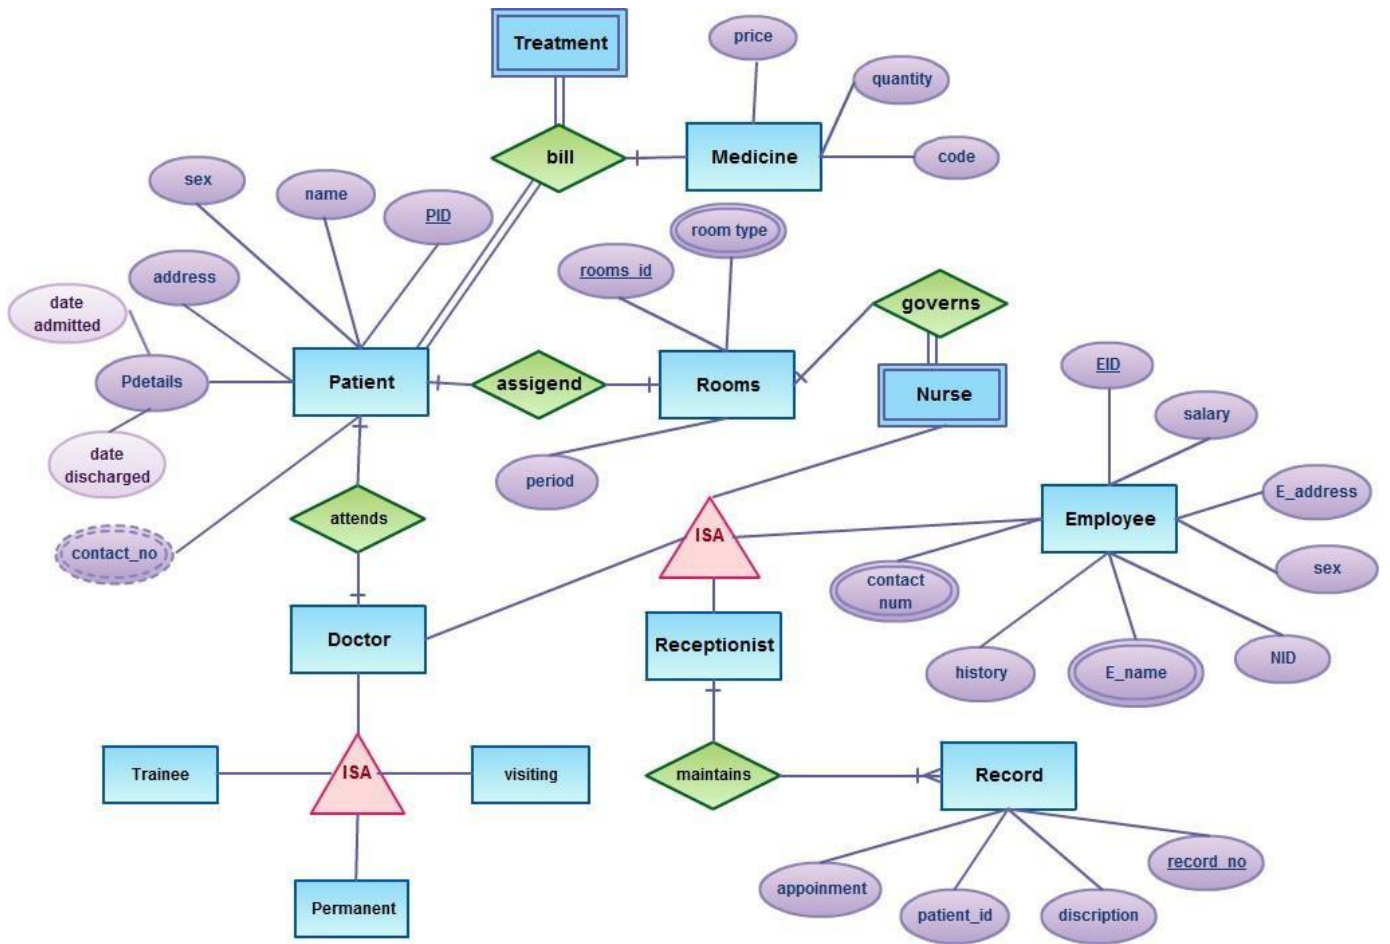 Treatment
price
quantity
bill
Medicine
code
sex
name
PID
room type
rooms_id
address
date
admitted
governs
Pdetails
Patient
assigend
Rooms
Nurse
EID
salary
date
discharged
period
E_address
attends
ISA
Employee
contact_no
contact
num
sex
Doctor
Receptionist
history
E_name
NID
Trainee
ISA
visiting
maintains
Record
Permanent
appoinment
patient_id
discription
record_no